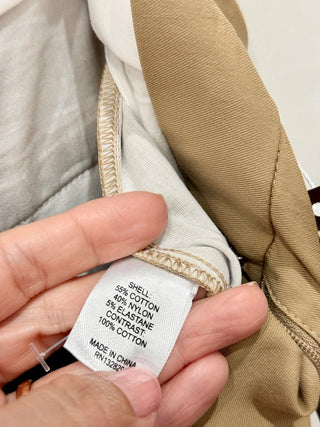 SHELL:
55% COTTON
40% NYLON
5% ELASTANE
CONTRAST:
100% COTTON
MADE IN CHINA